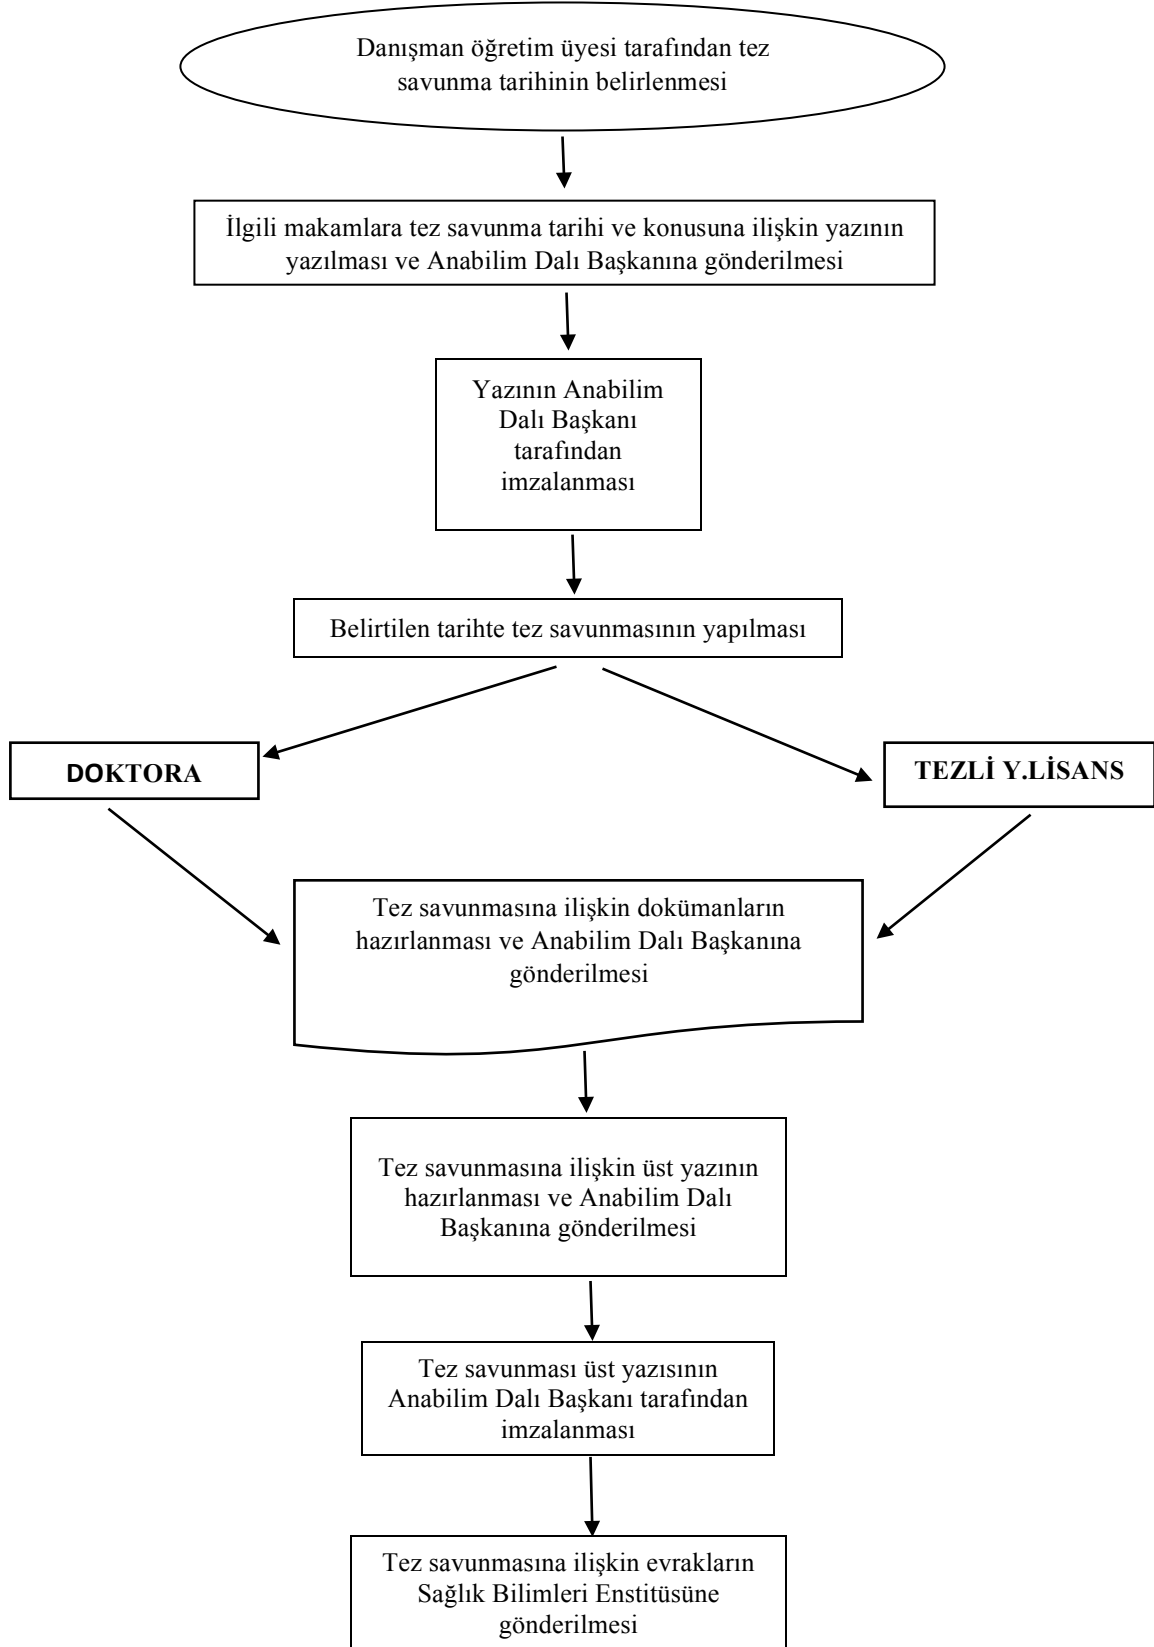 Danışman öğretim üyesi tarafından tez
savunma tarihinin belirlenmesi
İlgili makamlara tez savunma tarihi ve konusuna ilişkin yazının
yazılması ve Anabilim Dalı Başkanına gönderilmesi
Yazının Anabilim
Dalı Başkanı
tarafından
imzalanması
Belirtilen tarihte tez savunmasının yapılması
DOKTORA
TEZLİ Y.LİSANS
Tez savunmasına ilişkin dokümanların
hazırlanması ve Anabilim Dalı Başkanına
gönderilmesi
Tez savunmasına ilişkin üst yazının
hazırlanması ve Anabilim Dalı
Başkanına gönderilmesi
Tez savunması üst yazısının
Anabilim Dalı Başkanı tarafından
imzalanması
Tez savunmasına ilişkin evrakların
Sağlık Bilimleri Enstitüsüne
gönderilmesi